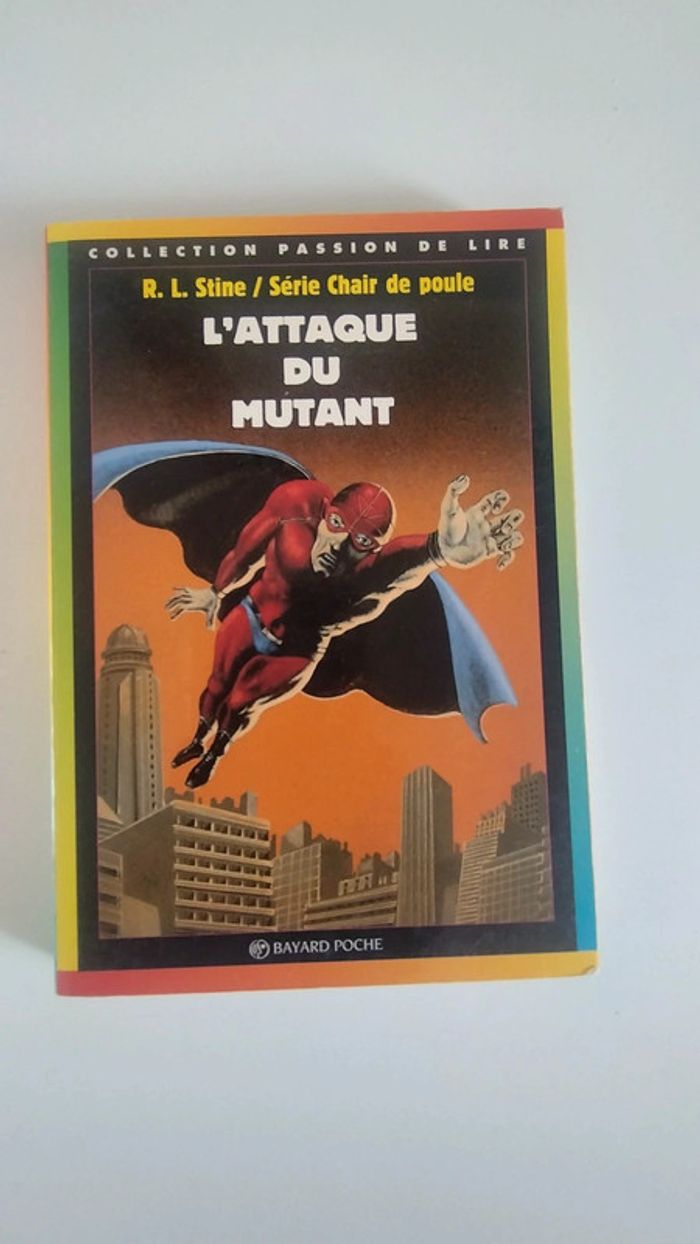 COLLECTION PASSION DE LIRE
R. L. Stine / Série Chair de poule
L'ATTAQUE
DU
MUTANT
BAYARD POCHE